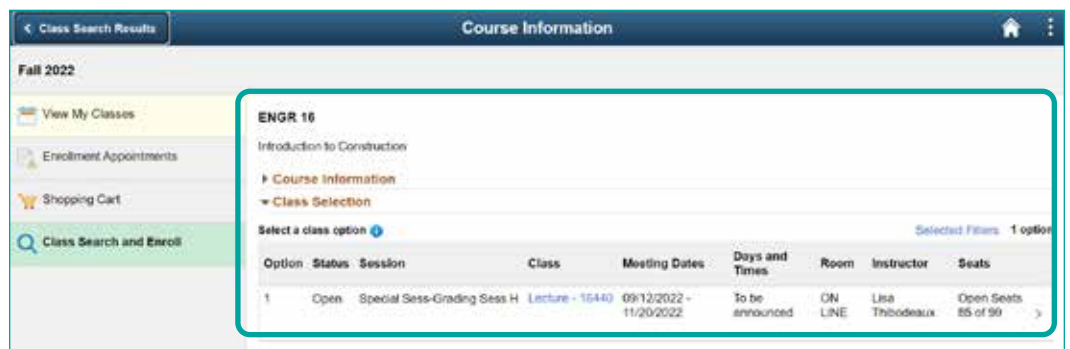 Class Search Results
Course Information
Fall 2022
View My Classes
Enrollment Appointments
Shopping Cart
Class Search and Enroll
ENGR 16
Introduction to Construction
Course Information
Class Selection
Select a class option
Selected Filters 1 option
Option Status Session Class Meeting Dates Days and Times Room Instructor Seats
1 Open Special Sess-Grading Sess H Lecture - 16440 09/12/2022 - 11/20/2022 To be announced ON LINE Lisa Thibodeaux Open Seats 85 of 99